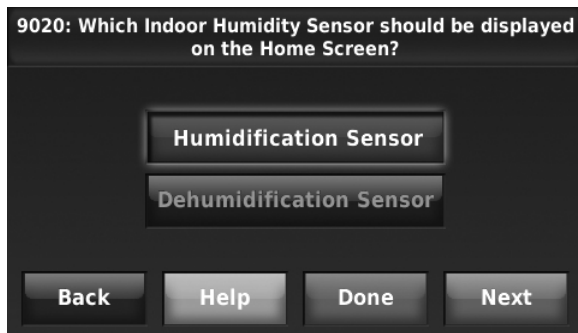 9020: Which Indoor Humidity Sensor should be displayed
on the Home Screen?
Humidification Sensor
Dehumidification Sensor
Back Help Done Next